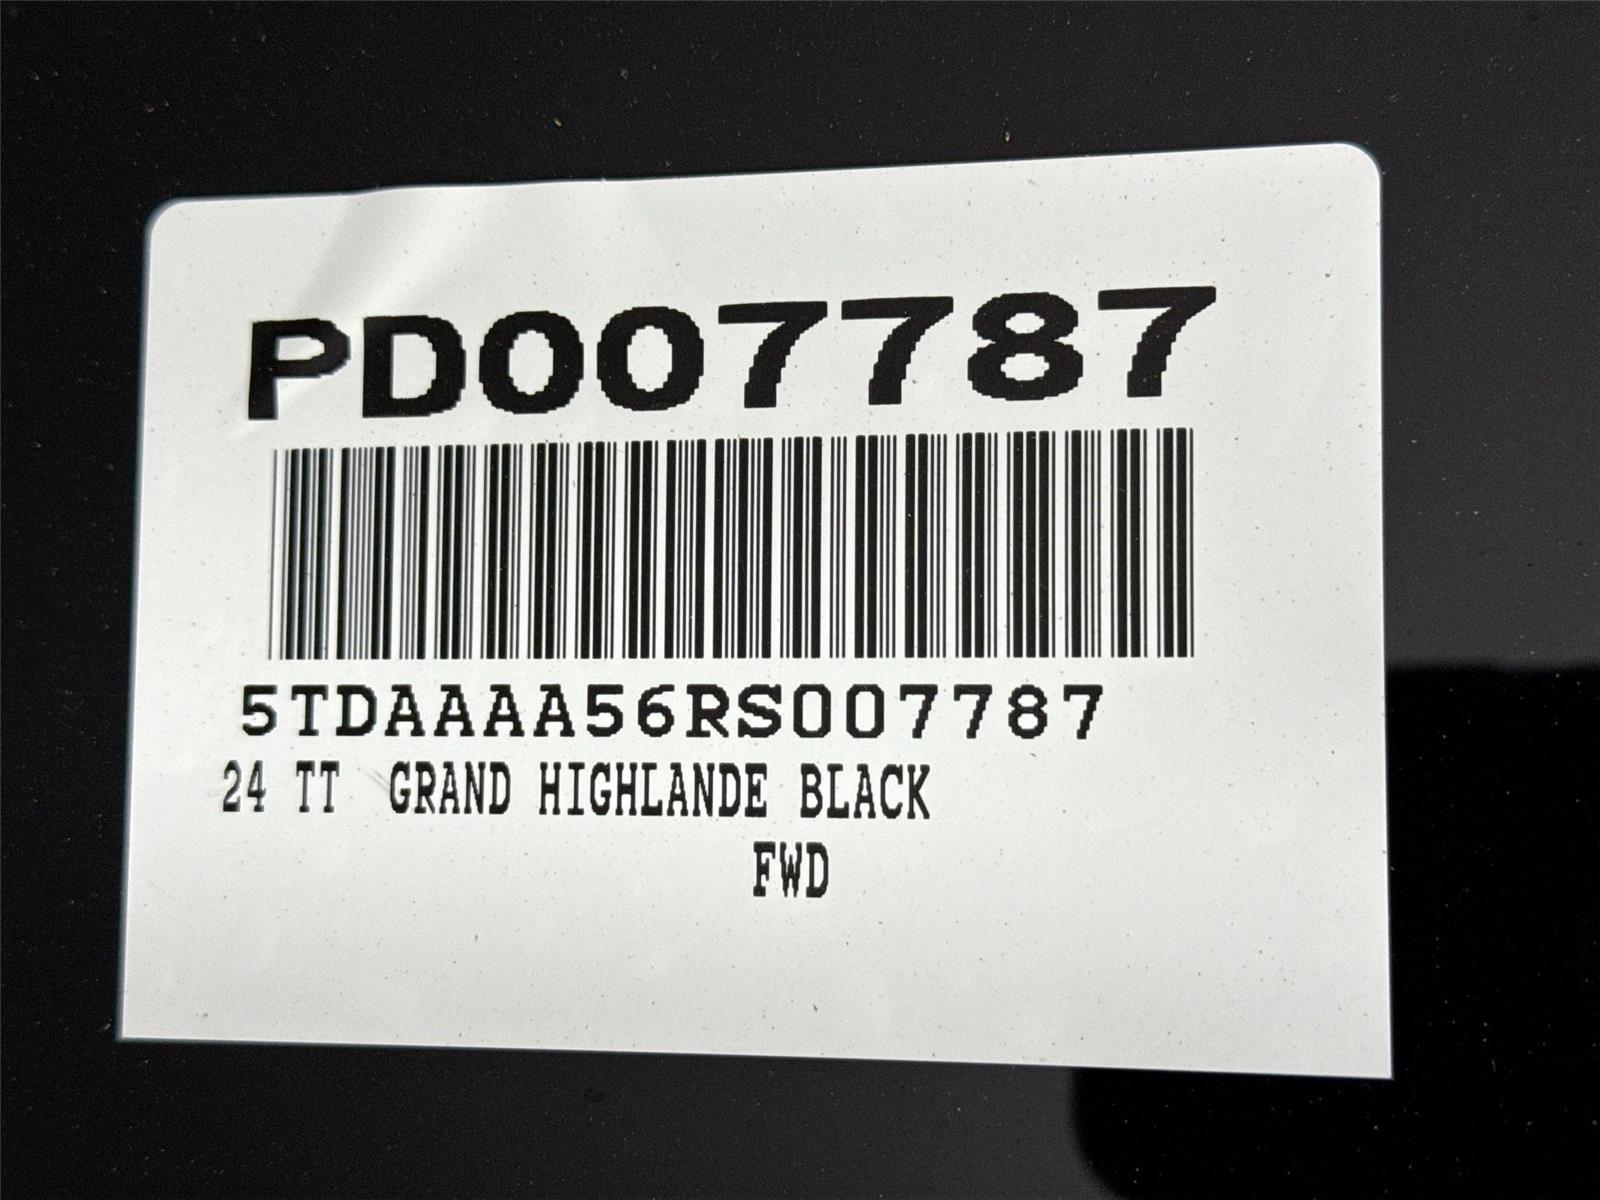 PD007787
5TDAAAA56RS007787
24 TT GRAND HIGHLANDE BLACK
FWD